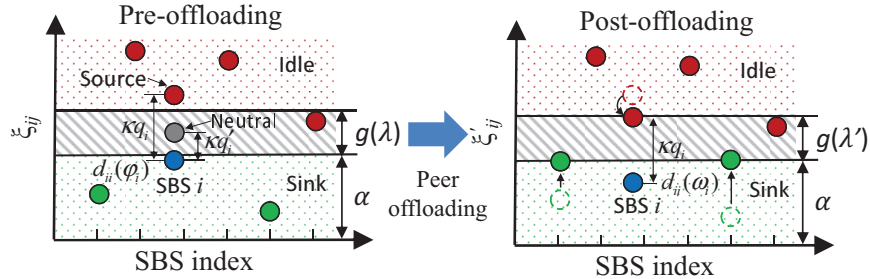 Pre-offloading
Post-offloading
ξij
Source
Idle
κqi
Neutral
κq′i
g(λ)
dii(φi)
SBS i
Sink
α
SBS index
Peer
offloading
ξ′ij
Idle
κqi
g(λ′)
dii(ωi)
SBS i
Sink
α
SBS index